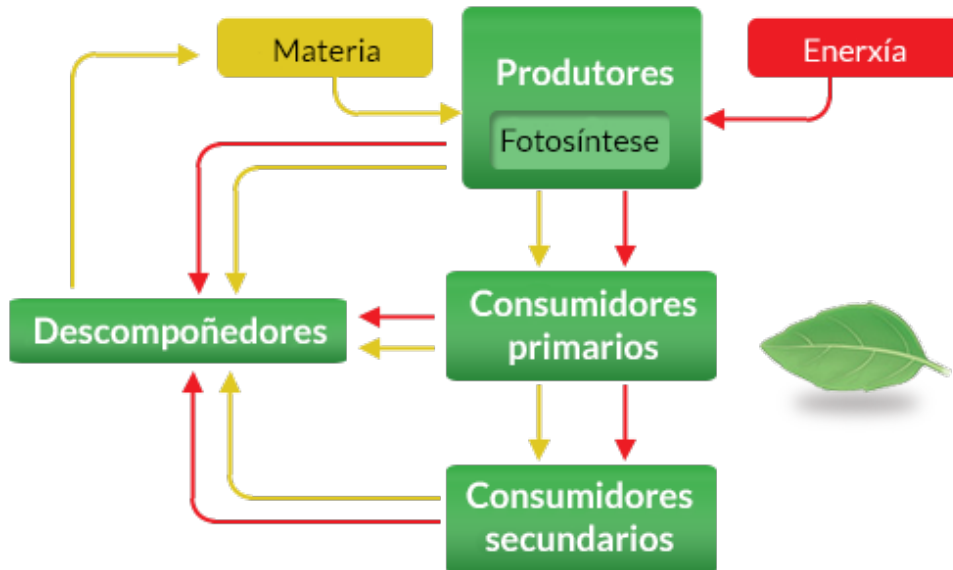 Materia
Produtores
Enerxía
Fotosíntese
Descompoñedores
Consumidores
primarios
Consumidores
secundarios